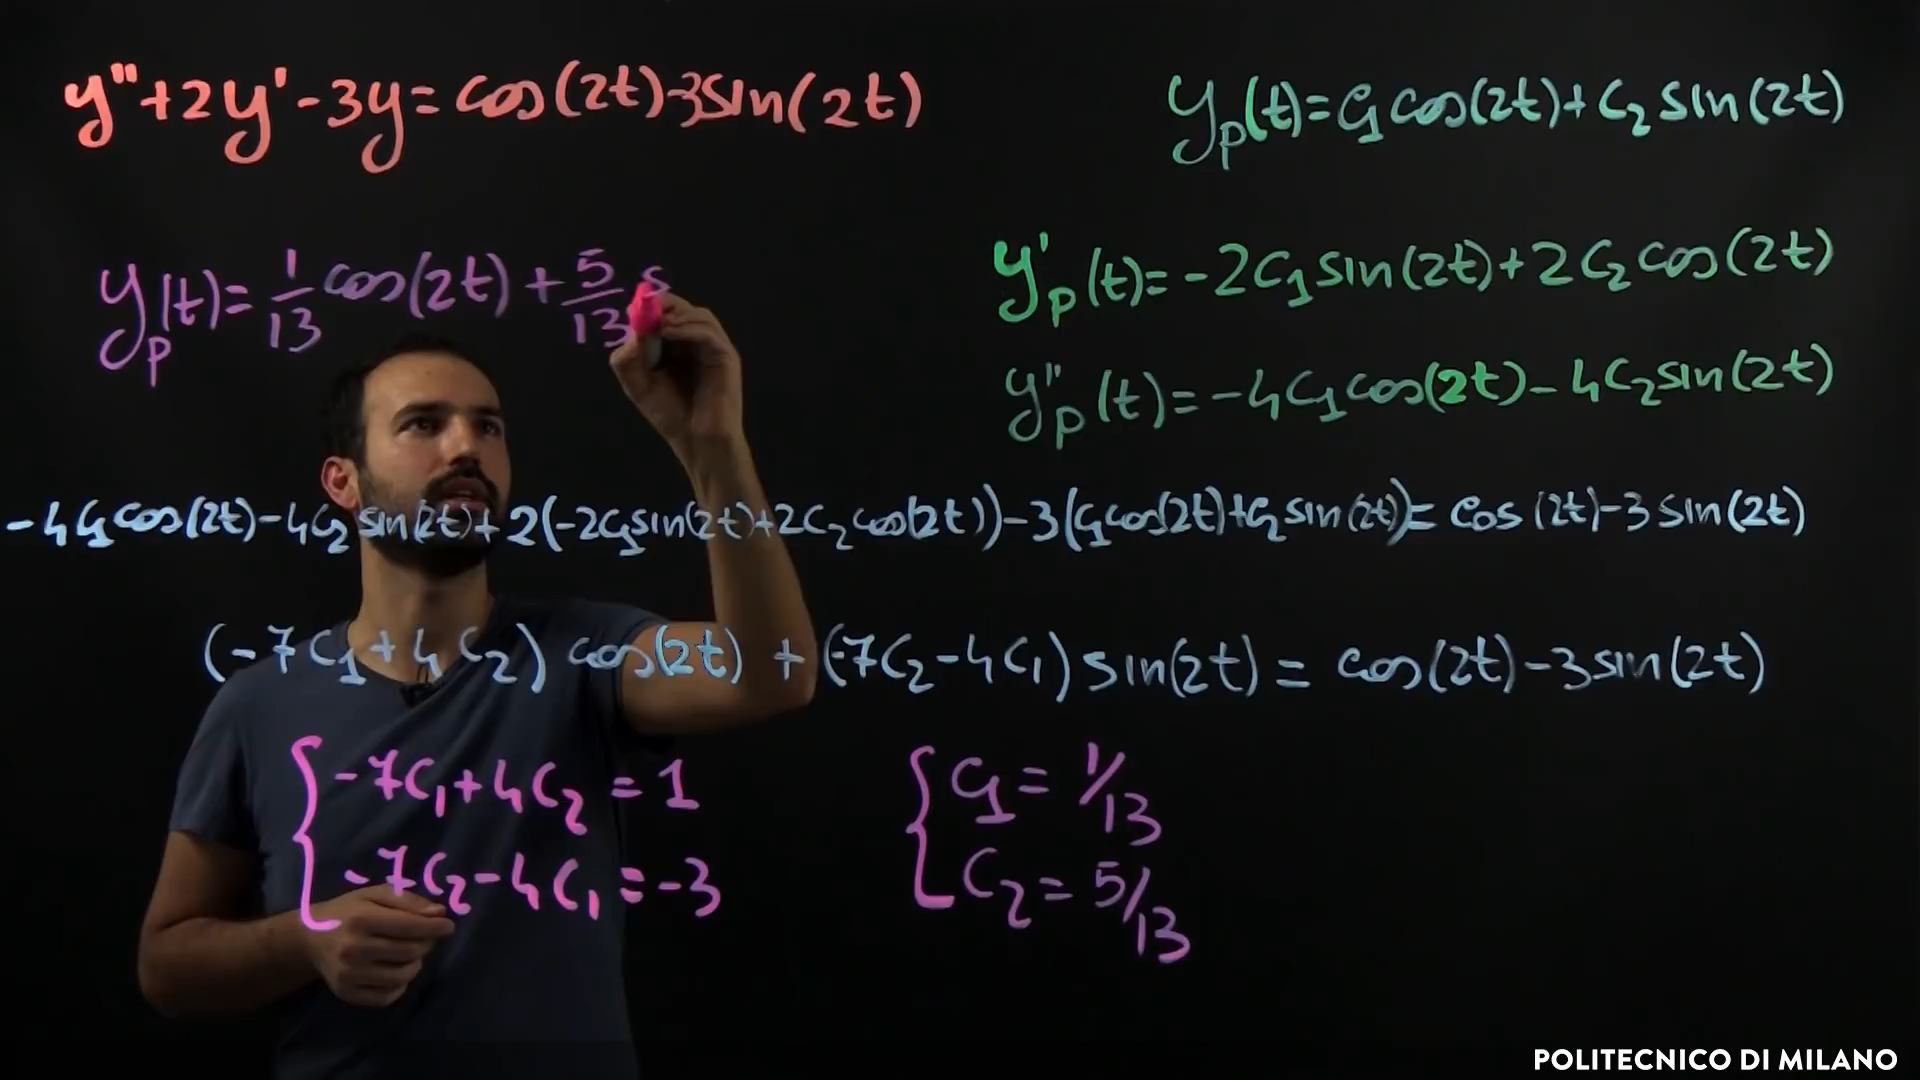 y''+2y'-3y=cos(2t)-3sin(2t)
yp(t)=c1cos(2t)+c2sin(2t)
yp(t)=1/13cos(2t)+5/13s
y'p(t)=-2c1sin(2t)+2c2cos(2t)
y''p(t)=-4c1cos(2t)-4c2sin(2t)
-4c1cos(2t)-4c2sin(2t)+2(-2c1sin(2t)+2c2cos(2t))-3(c1cos(2t)+c2sin(2t))=cos(2t)-3sin(2t)
(-7c1+4c2)cos(2t)+(-7c2-4c1)sin(2t)=cos(2t)-3sin(2t)
{-7c1+4c2=1
-7c2-4c1=-3
{c1=1/13
c2=5/13
POLITECNICO DI MILANO